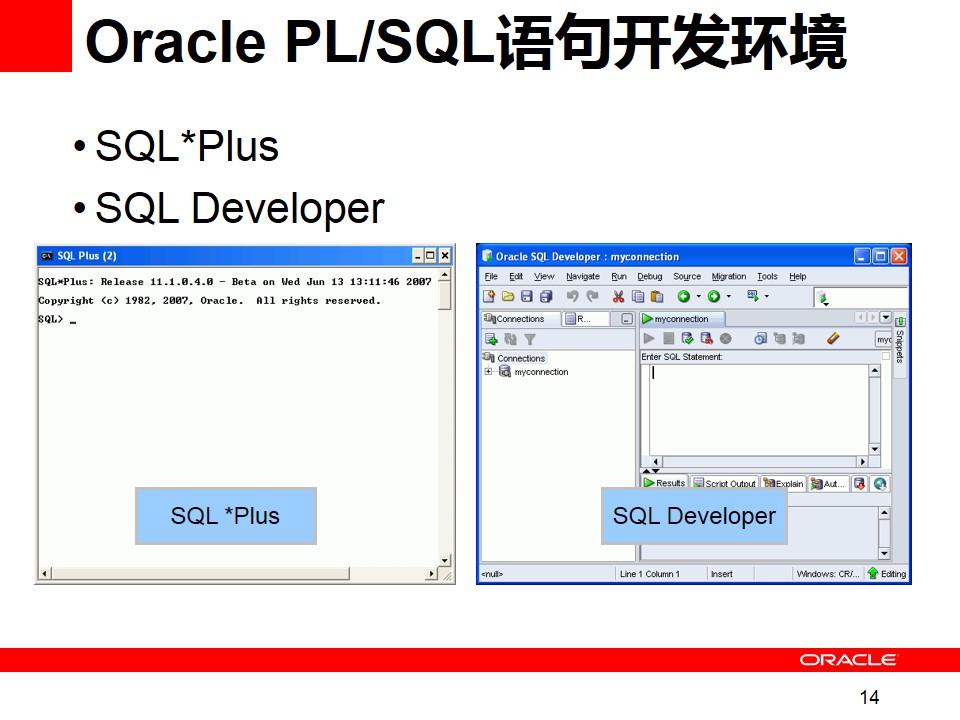 Oracle PL/SQL语句开发环境
• SQL*Plus
• SQL Developer
SQL Plus (2)
SQL*Plus: Release 11.1.0.4.0 - Beta on Wed Jun 13 13:11:46 2007
Copyright (c) 1982, 2007, Oracle. All rights reserved.
SQL> _
SQL *Plus
Oracle SQL Developer : myconnection
File Edit View Navigate Run Debug Source Migration Tools Help
Connections R... myconnection
myc
Snippets
Connections
myconnection
Enter SQL Statement:
Results Script Output Explain Aut...
SQL Developer
<null> Line 1 Column 1 Insert Windows: CR/... Editing
ORACLE
14